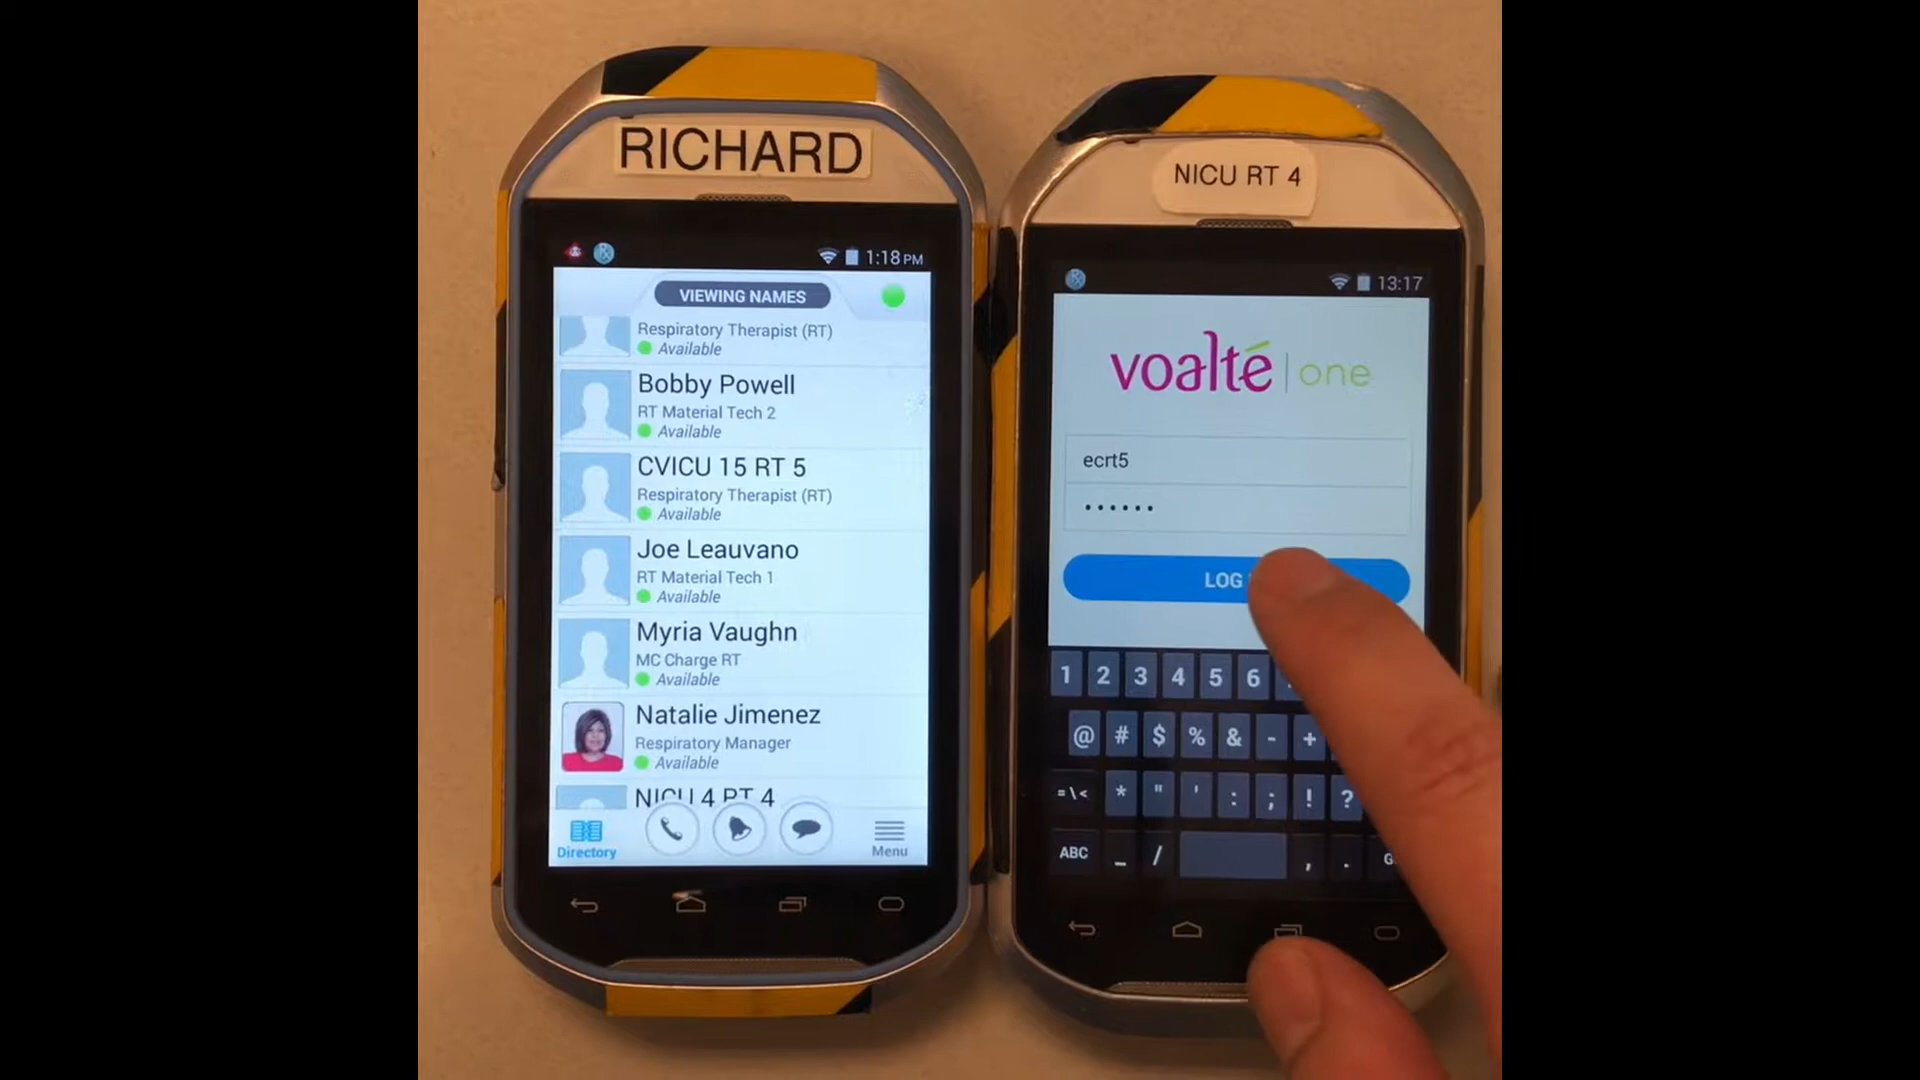 RICHARD
1:18 PM
VIEWING NAMES
Respiratory Therapist (RT)
Available
Bobby Powell
RT Material Tech 2
Available
CVICU 15 RT 5
Respiratory Therapist (RT)
Available
Joe Leauvano
RT Material Tech 1
Available
Myria Vaughn
MC Charge RT
Available
Natalie Jimenez
Respiratory Manager
Available
NICU 4 RT 4
Directory
Menu
NICU RT 4
13:17
voalté | one
ecrt5
••••••
LOG
1 2 3 4 5 6
@ # $ % & - +
=\< * " ' : ; ! ?
ABC _ / , .